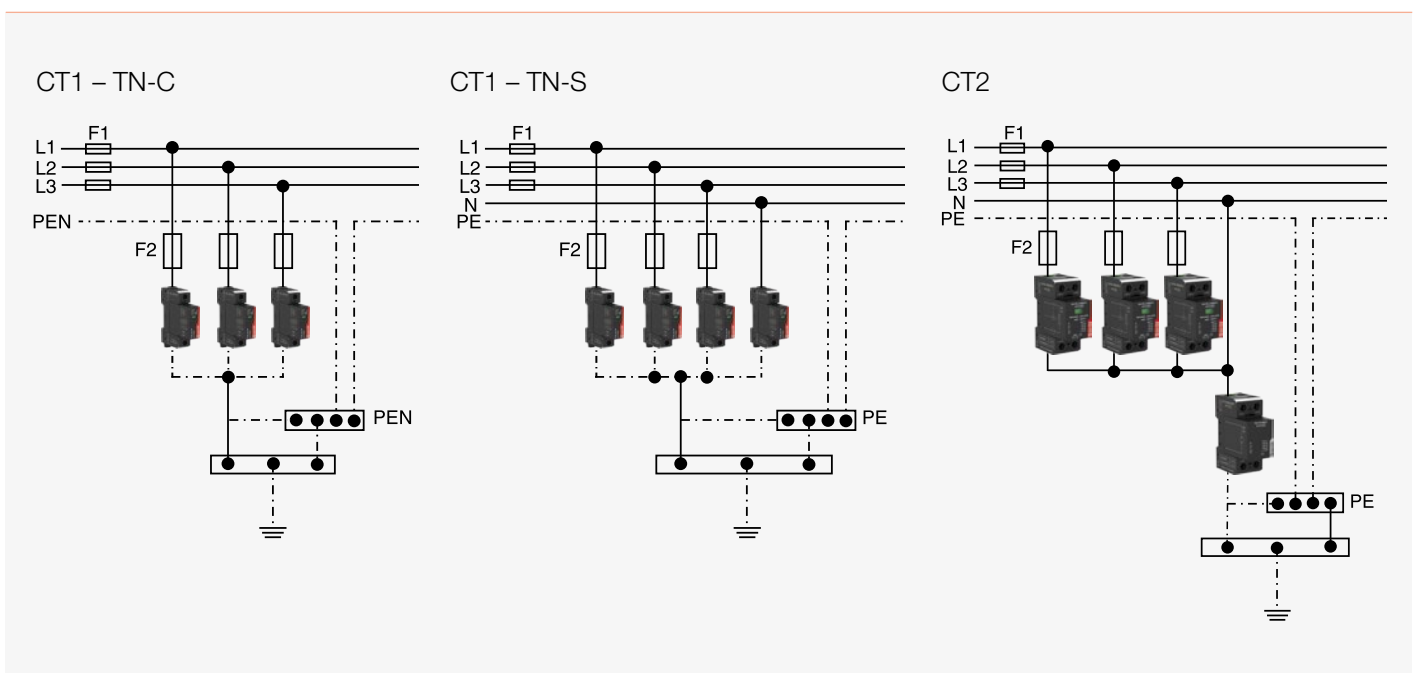 CT1 – TN-C
F1
L1
L2
L3
PEN
F2
PEN
CT1 – TN-S
F1
L1
L2
L3
N
PE
F2
PE
CT2
F1
L1
L2
L3
N
PE
F2
PE